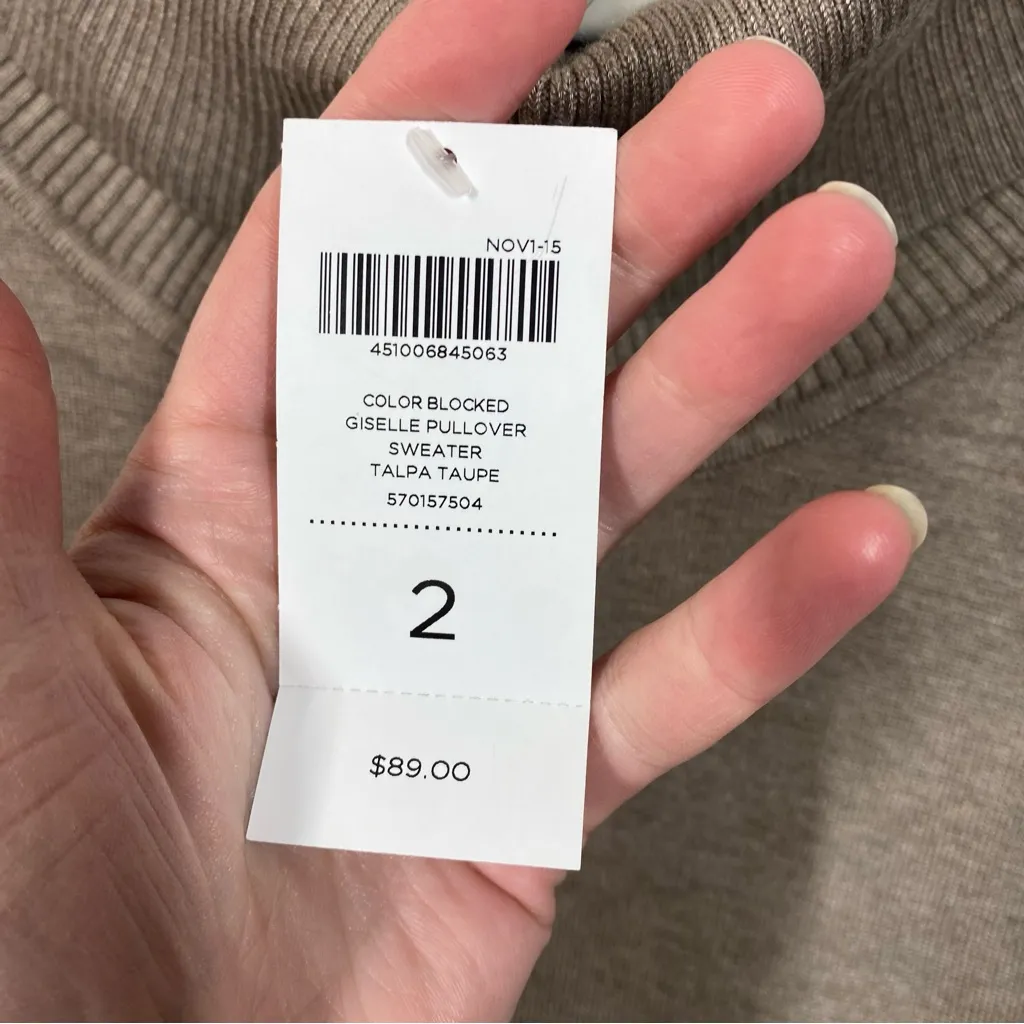 NOV1-15
451006845063
COLOR BLOCKED
GISELLE PULLOVER
SWEATER
TALPA TAUPE
570157504
2
$89.00